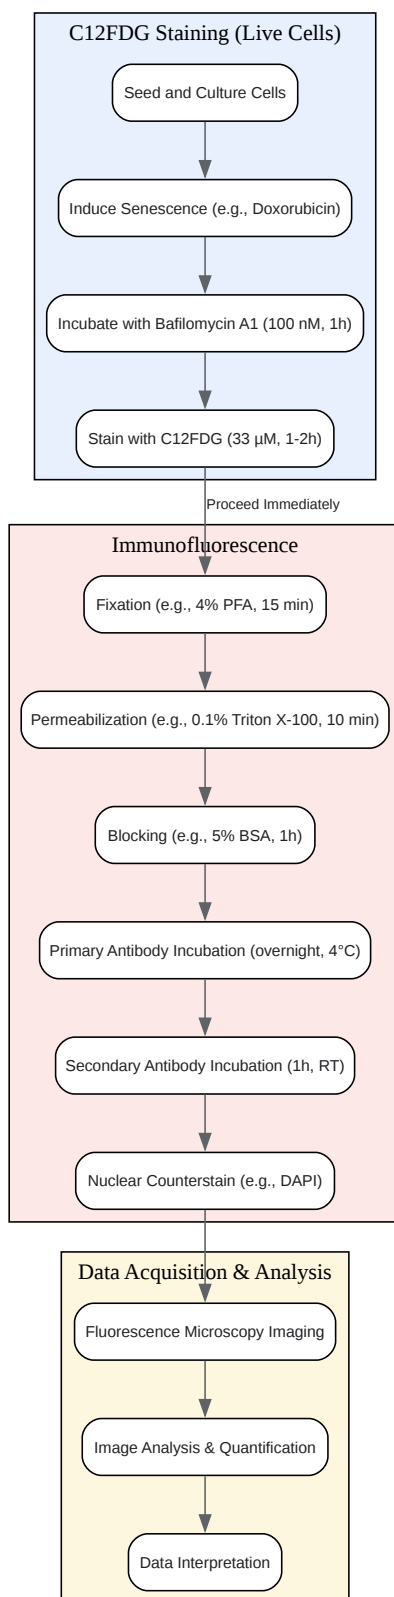 C12FDG Staining (Live Cells)
Seed and Culture Cells
Induce Senescence (e.g., Doxorubicin)
Incubate with Bafilomycin A1 (100 nM, 1h)
Stain with C12FDG (33 µM, 1-2h)
Proceed Immediately
Immunofluorescence
Fixation (e.g., 4% PFA, 15 min)
Permeabilization (e.g., 0.1% Triton X-100, 10 min)
Blocking (e.g., 5% BSA, 1h)
Primary Antibody Incubation (overnight, 4°C)
Secondary Antibody Incubation (1h, RT)
Nuclear Counterstain (e.g., DAPI)
Data Acquisition & Analysis
Fluorescence Microscopy Imaging
Image Analysis & Quantification
Data Interpretation